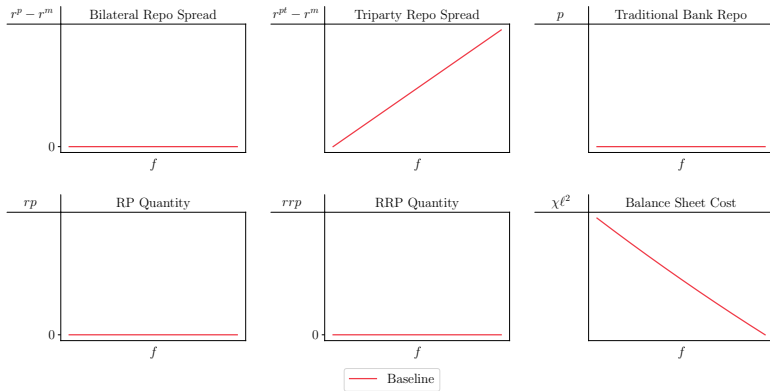 r^p − r^m Bilateral Repo Spread
0
f
r^{pt} − r^m Triparty Repo Spread
f
p Traditional Bank Repo
f
rp RP Quantity
0
f
rrp RRP Quantity
0
f
χℓ² Balance Sheet Cost
f
Baseline